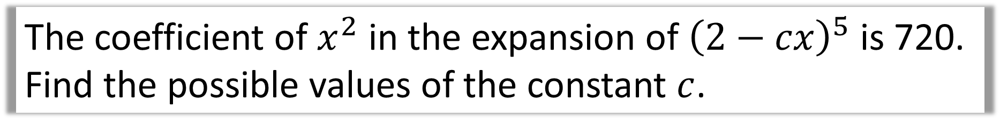 The coefficient of x² in the expansion of (2 − cx)⁵ is 720.
Find the possible values of the constant c.